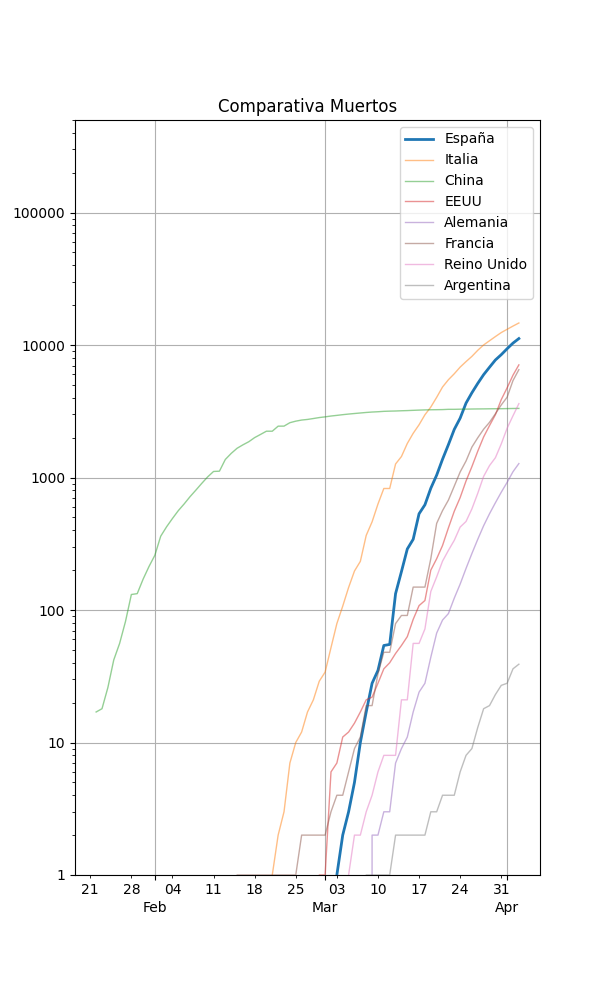 Comparativa Muertos
España
Italia
China
EEUU
Alemania
Francia
Reino Unido
Argentina
100000
10000
1000
100
10
1
21 28 04 11 18 25 03 10 17 24 31
Feb Mar Apr